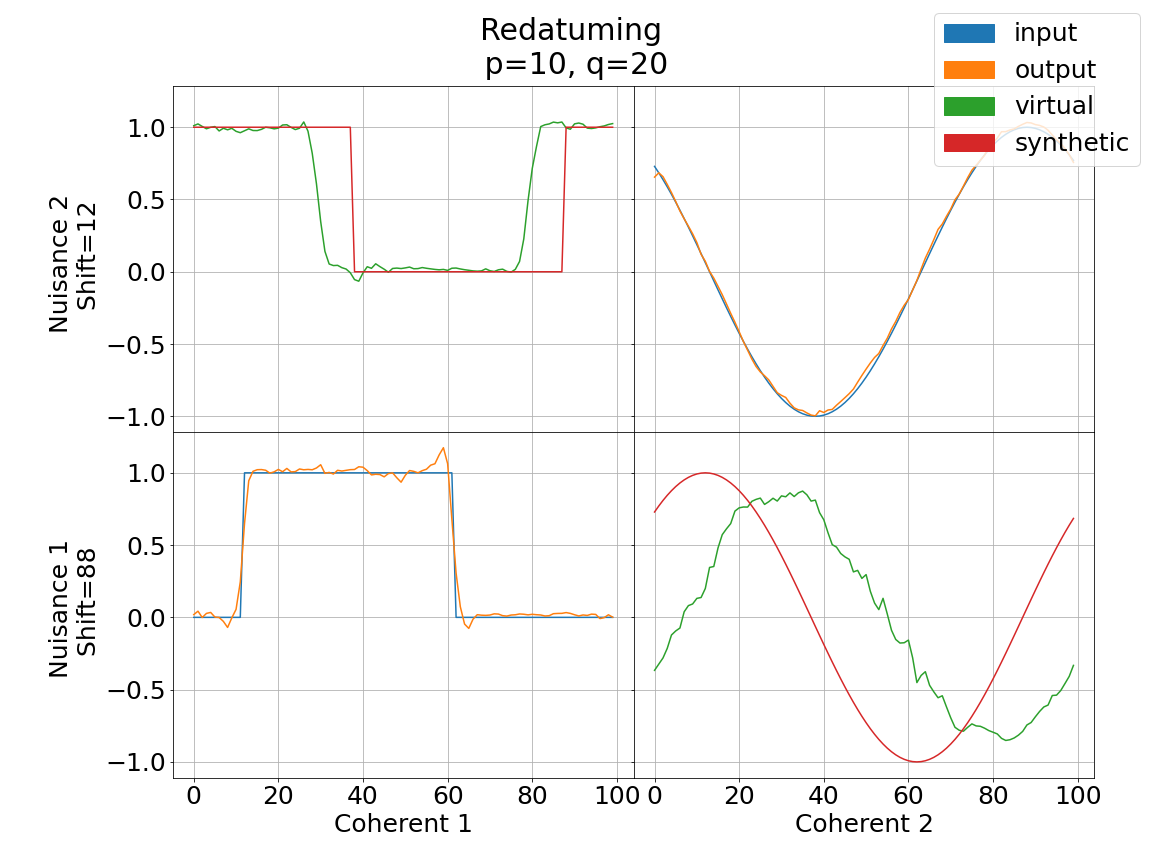 Redatuming
p=10, q=20
input
output
virtual
synthetic
Nuisance 2
Shift=12
1.0
0.5
0.0
−0.5
−1.0
Nuisance 1
Shift=88
1.0
0.5
0.0
−0.5
−1.0
0 20 40 60 80 100
0 20 40 60 80 100
Coherent 1
Coherent 2